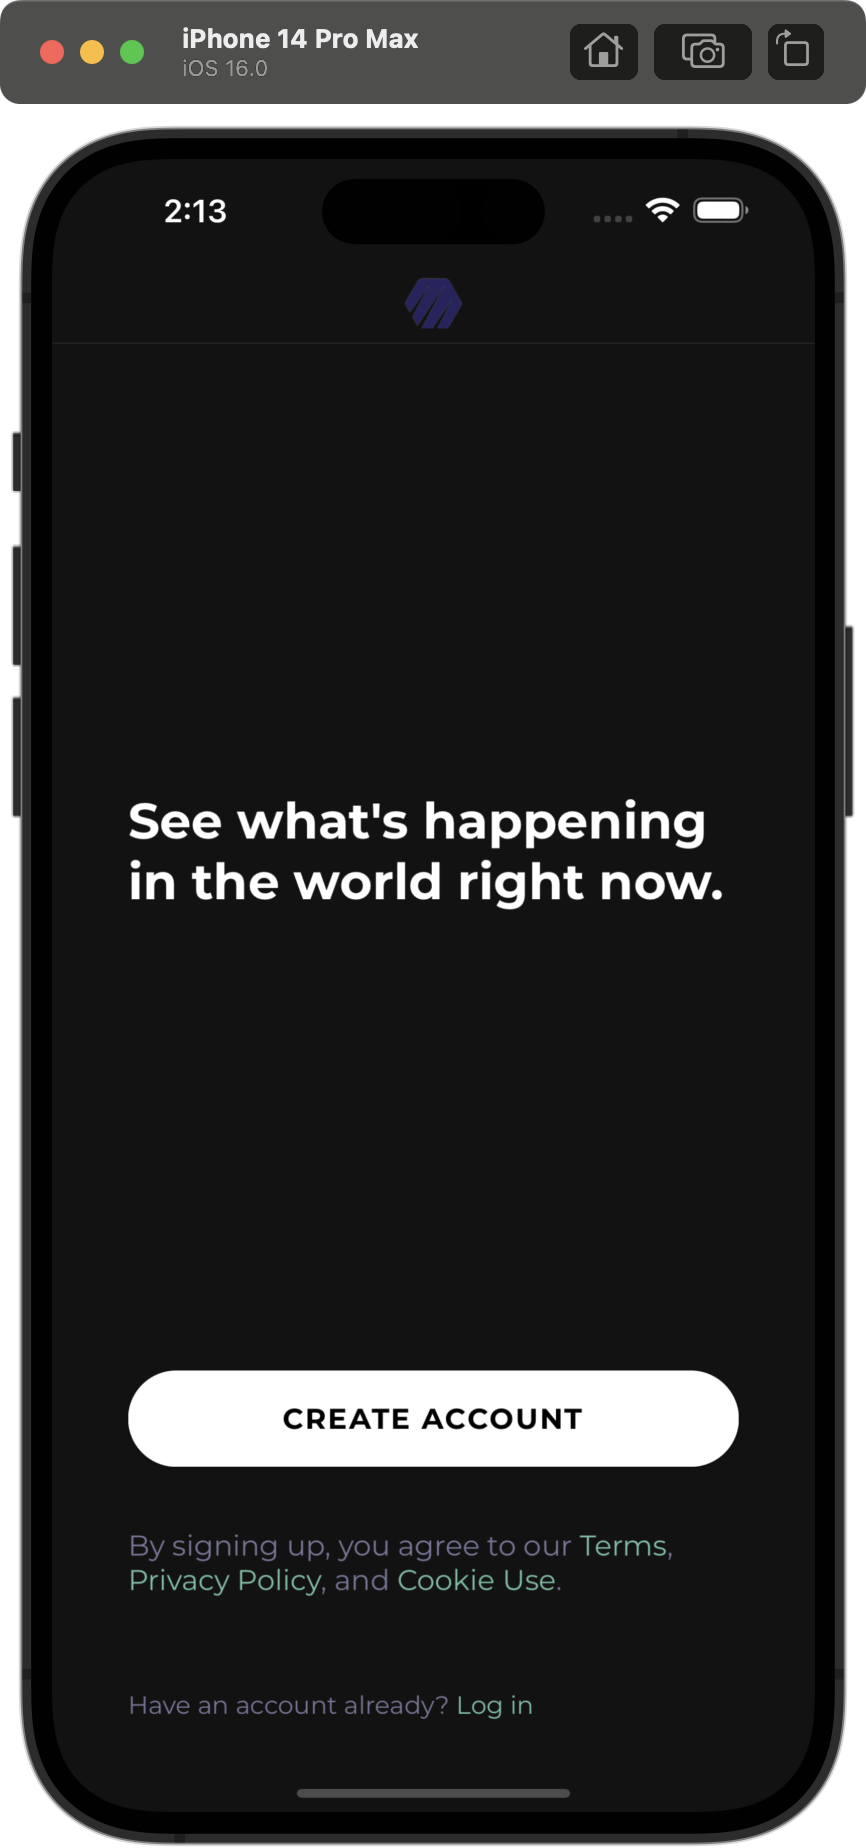 iPhone 14 Pro Max
iOS 16.0
2:13
See what's happening
in the world right now.
CREATE ACCOUNT
By signing up, you agree to our Terms,
Privacy Policy, and Cookie Use.
Have an account already? Log in